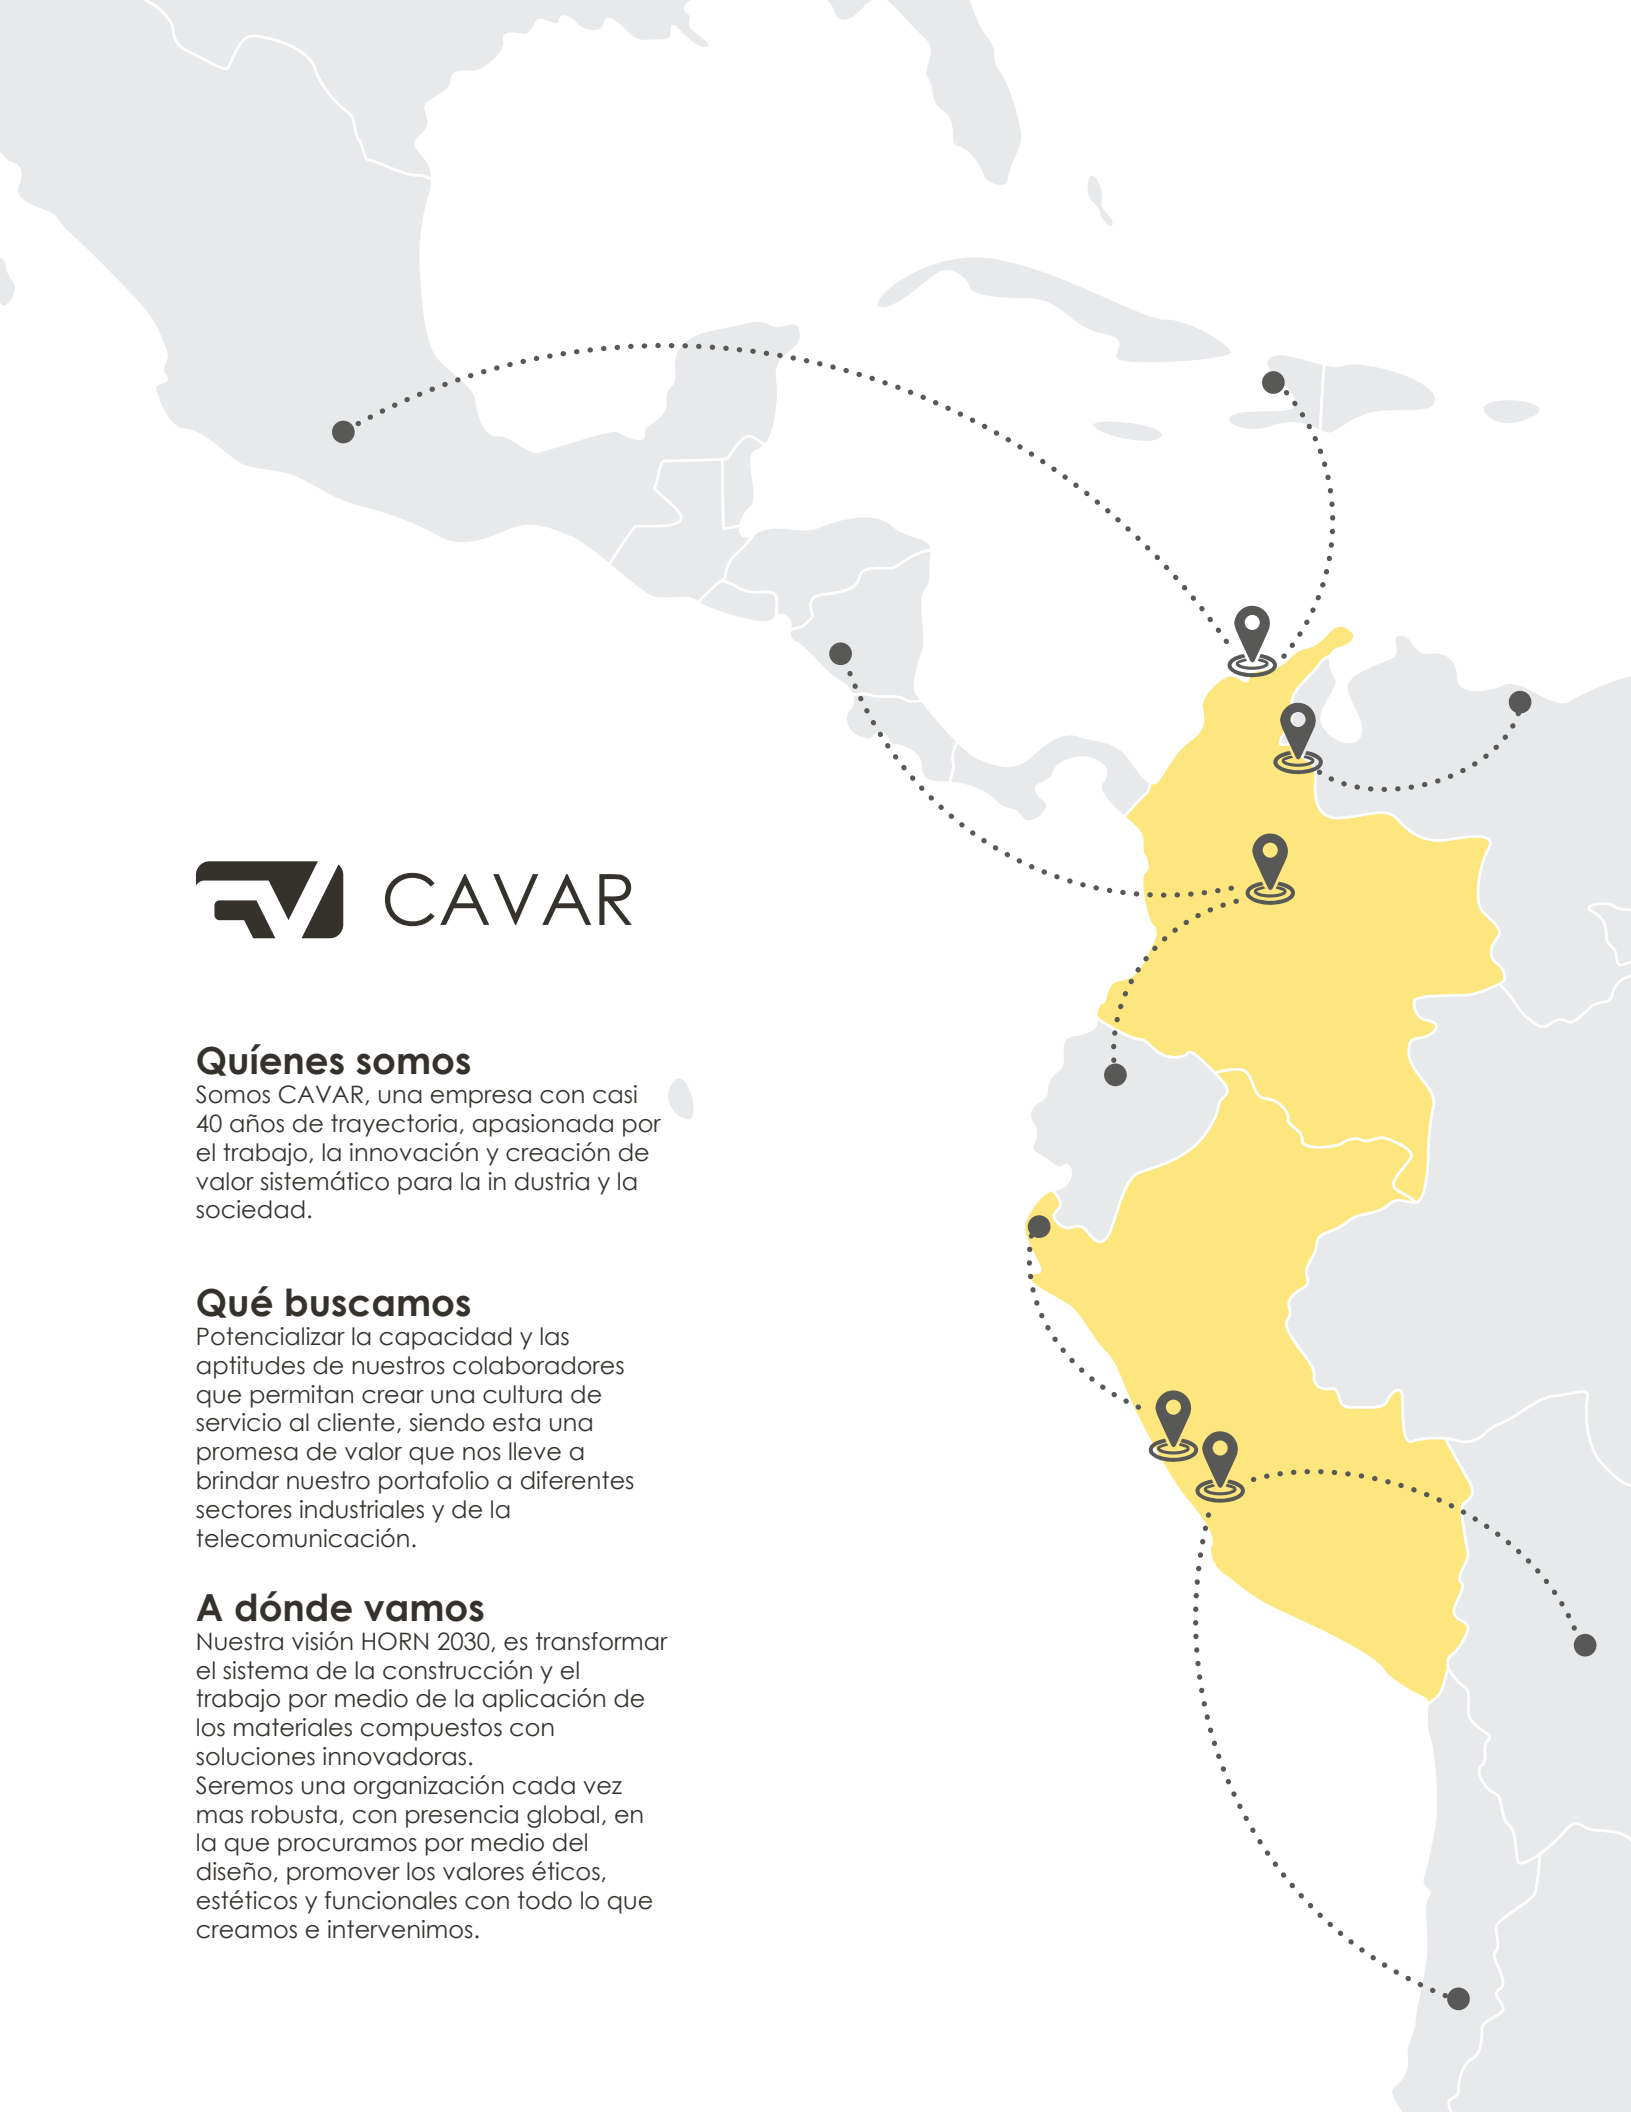 CAVAR
Quíenes somos
Somos CAVAR, una empresa con casi
40 años de trayectoria, apasionada por
el trabajo, la innovación y creación de
valor sistemático para la in dustria y la
sociedad.
Qué buscamos
Potencializar la capacidad y las
aptitudes de nuestros colaboradores
que permitan crear una cultura de
servicio al cliente, siendo esta una
promesa de valor que nos lleve a
brindar nuestro portafolio a diferentes
sectores industriales y de la
telecomunicación.
A dónde vamos
Nuestra visión HORN 2030, es transformar
el sistema de la construcción y el
trabajo por medio de la aplicación de
los materiales compuestos con
soluciones innovadoras.
Seremos una organización cada vez
mas robusta, con presencia global, en
la que procuramos por medio del
diseño, promover los valores éticos,
estéticos y funcionales con todo lo que
creamos e intervenimos.